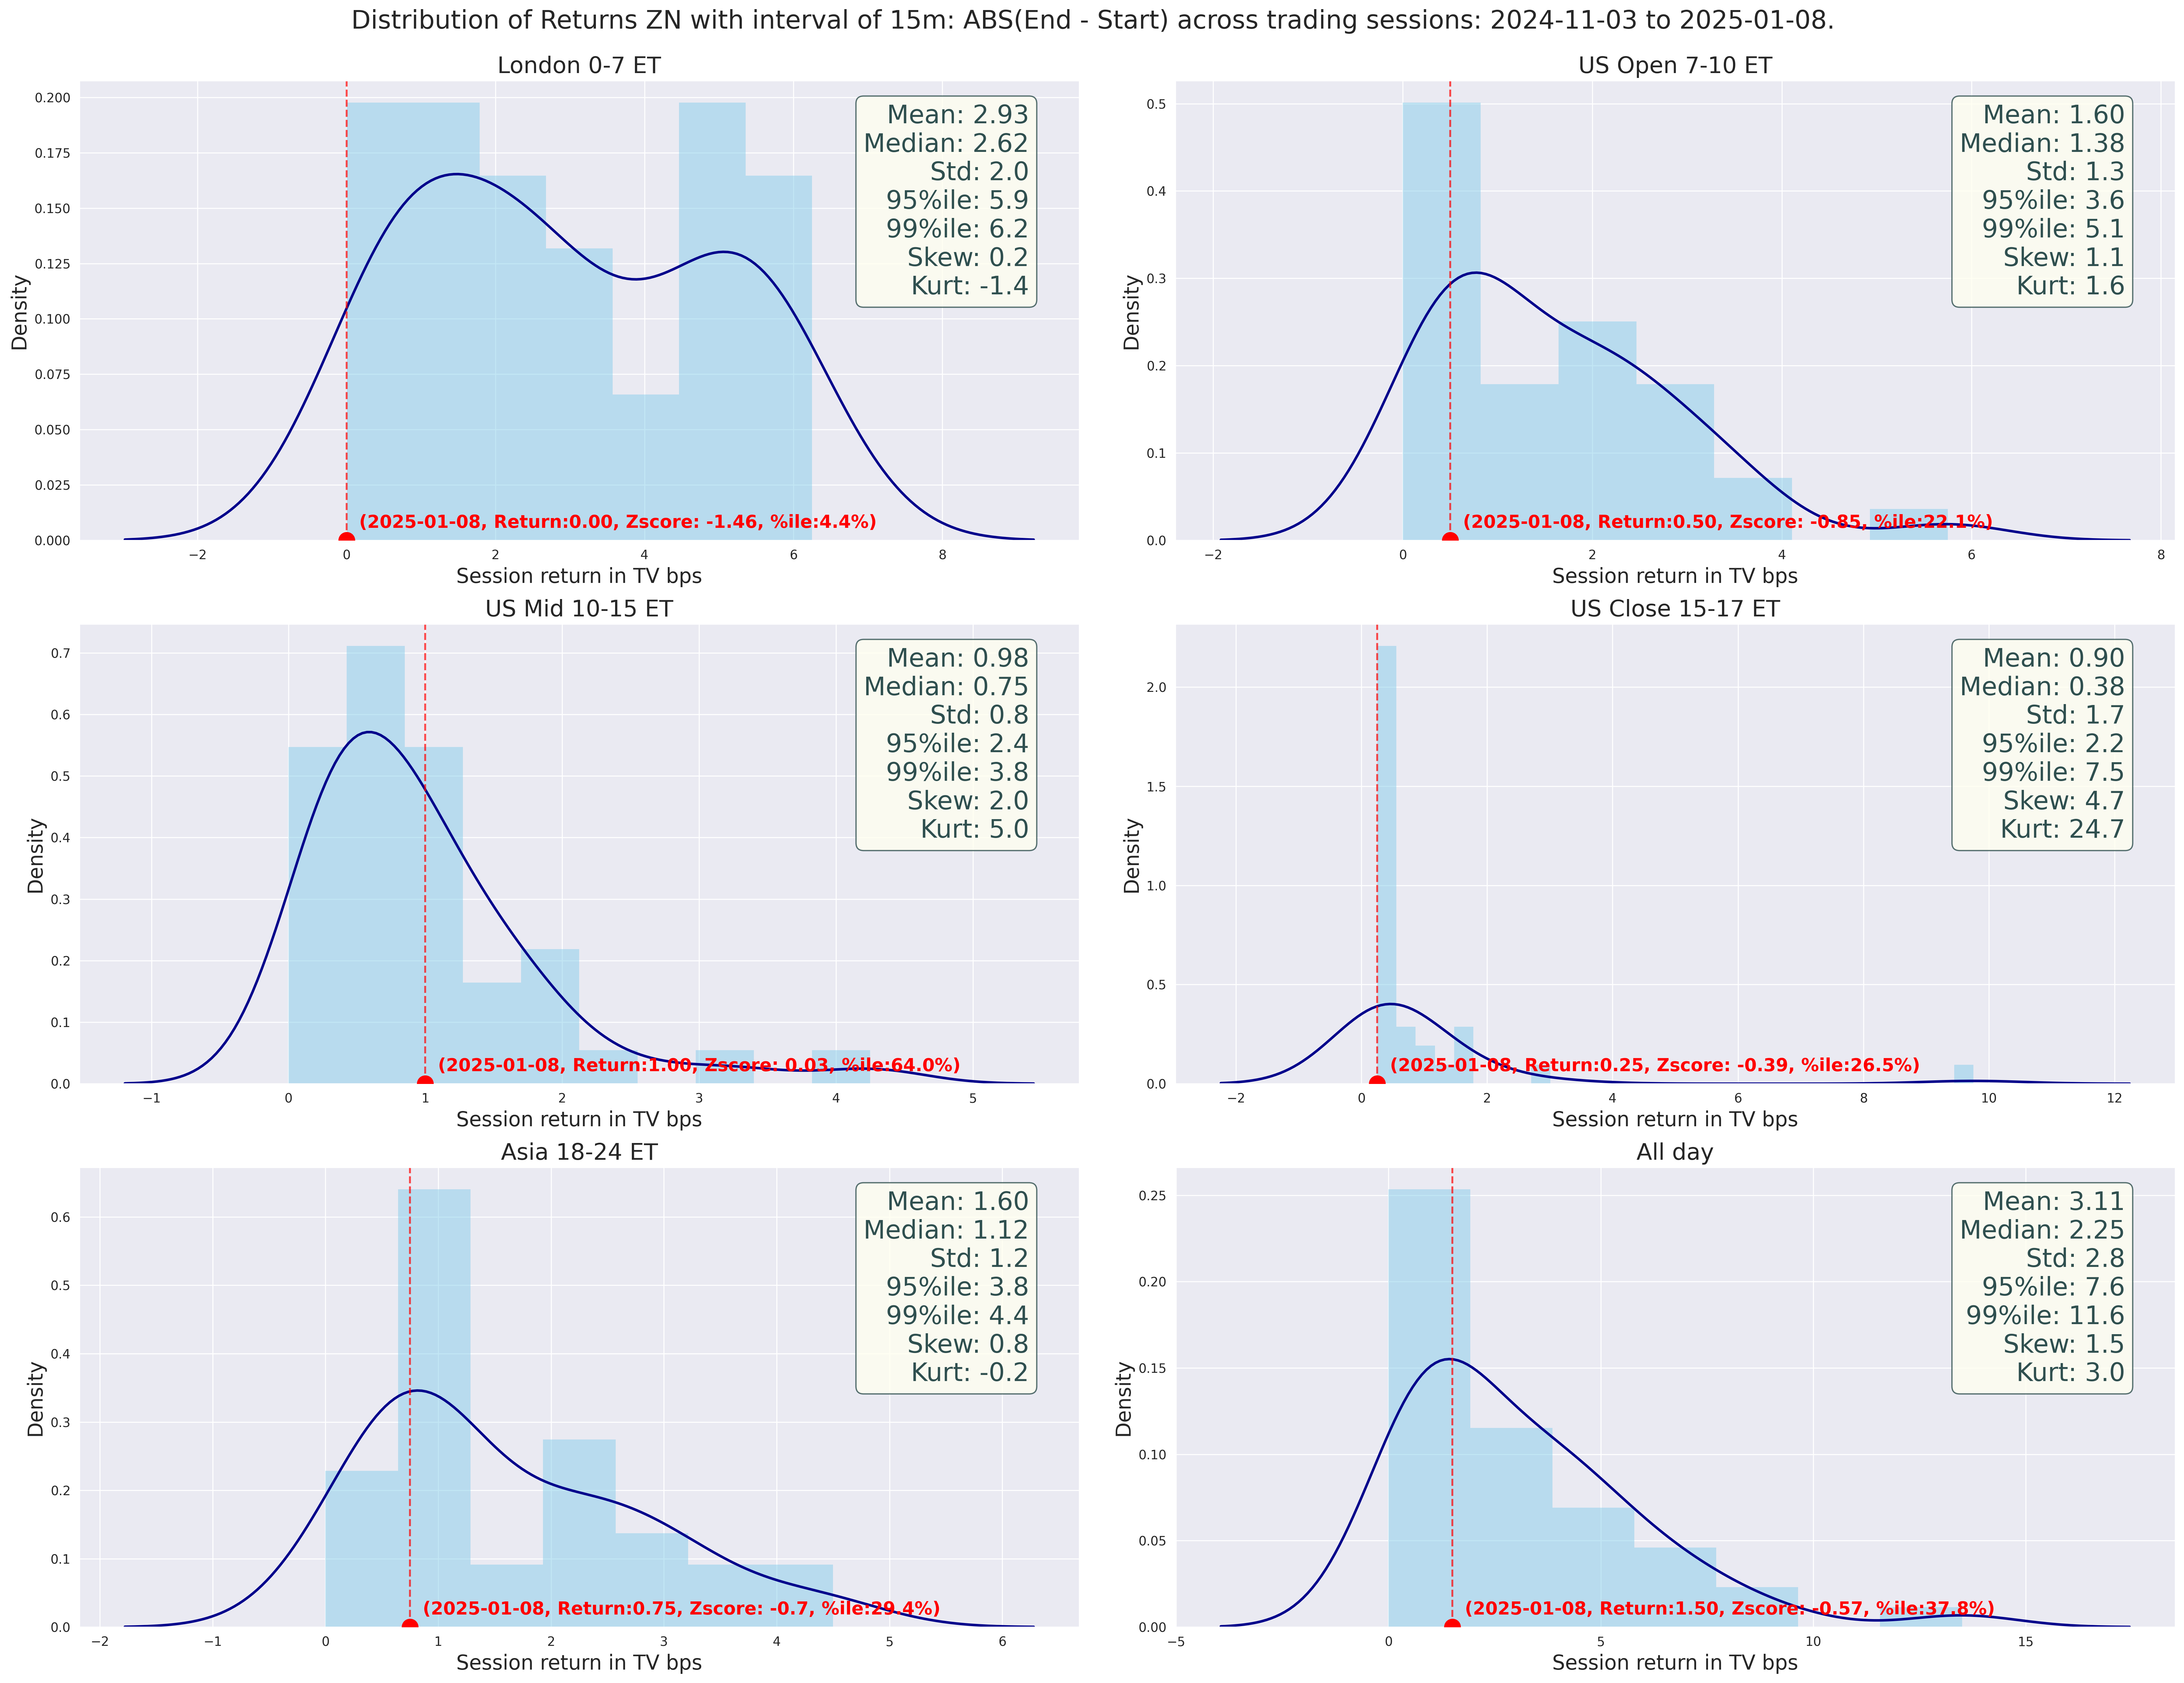 Distribution of Returns ZN with interval of 15m: ABS(End - Start) across trading sessions: 2024-11-03 to 2025-01-08.
London 0-7 ET
Density
0.200
0.175
0.150
0.125
0.100
0.075
0.050
0.025
0.000
Mean: 2.93
Median: 2.62
Std: 2.0
95%ile: 5.9
99%ile: 6.2
Skew: 0.2
Kurt: -1.4
(2025-01-08, Return:0.00, Zscore: -1.46, %ile:4.4%)
−2 0 2 4 6 8
Session return in TV bps
US Open 7-10 ET
Density
0.5
0.4
0.3
0.2
0.1
0.0
Mean: 1.60
Median: 1.38
Std: 1.3
95%ile: 3.6
99%ile: 5.1
Skew: 1.1
Kurt: 1.6
(2025-01-08, Return:0.50, Zscore: -0.85, %ile:22.1%)
−2 0 2 4 6 8
Session return in TV bps
US Mid 10-15 ET
Density
0.7
0.6
0.5
0.4
0.3
0.2
0.1
0.0
Mean: 0.98
Median: 0.75
Std: 0.8
95%ile: 2.4
99%ile: 3.8
Skew: 2.0
Kurt: 5.0
(2025-01-08, Return:1.00, Zscore: 0.03, %ile:64.0%)
−1 0 1 2 3 4 5
Session return in TV bps
US Close 15-17 ET
Density
2.0
1.5
1.0
0.5
0.0
Mean: 0.90
Median: 0.38
Std: 1.7
95%ile: 2.2
99%ile: 7.5
Skew: 4.7
Kurt: 24.7
(2025-01-08, Return:0.25, Zscore: -0.39, %ile:26.5%)
−2 0 2 4 6 8 10 12
Session return in TV bps
Asia 18-24 ET
Density
0.6
0.5
0.4
0.3
0.2
0.1
0.0
Mean: 1.60
Median: 1.12
Std: 1.2
95%ile: 3.8
99%ile: 4.4
Skew: 0.8
Kurt: -0.2
(2025-01-08, Return:0.75, Zscore: -0.7, %ile:29.4%)
−2 −1 0 1 2 3 4 5 6
Session return in TV bps
All day
Density
0.25
0.20
0.15
0.10
0.05
0.00
Mean: 3.11
Median: 2.25
Std: 2.8
95%ile: 7.6
99%ile: 11.6
Skew: 1.5
Kurt: 3.0
(2025-01-08, Return:1.50, Zscore: -0.57, %ile:37.8%)
−5 0 5 10 15
Session return in TV bps